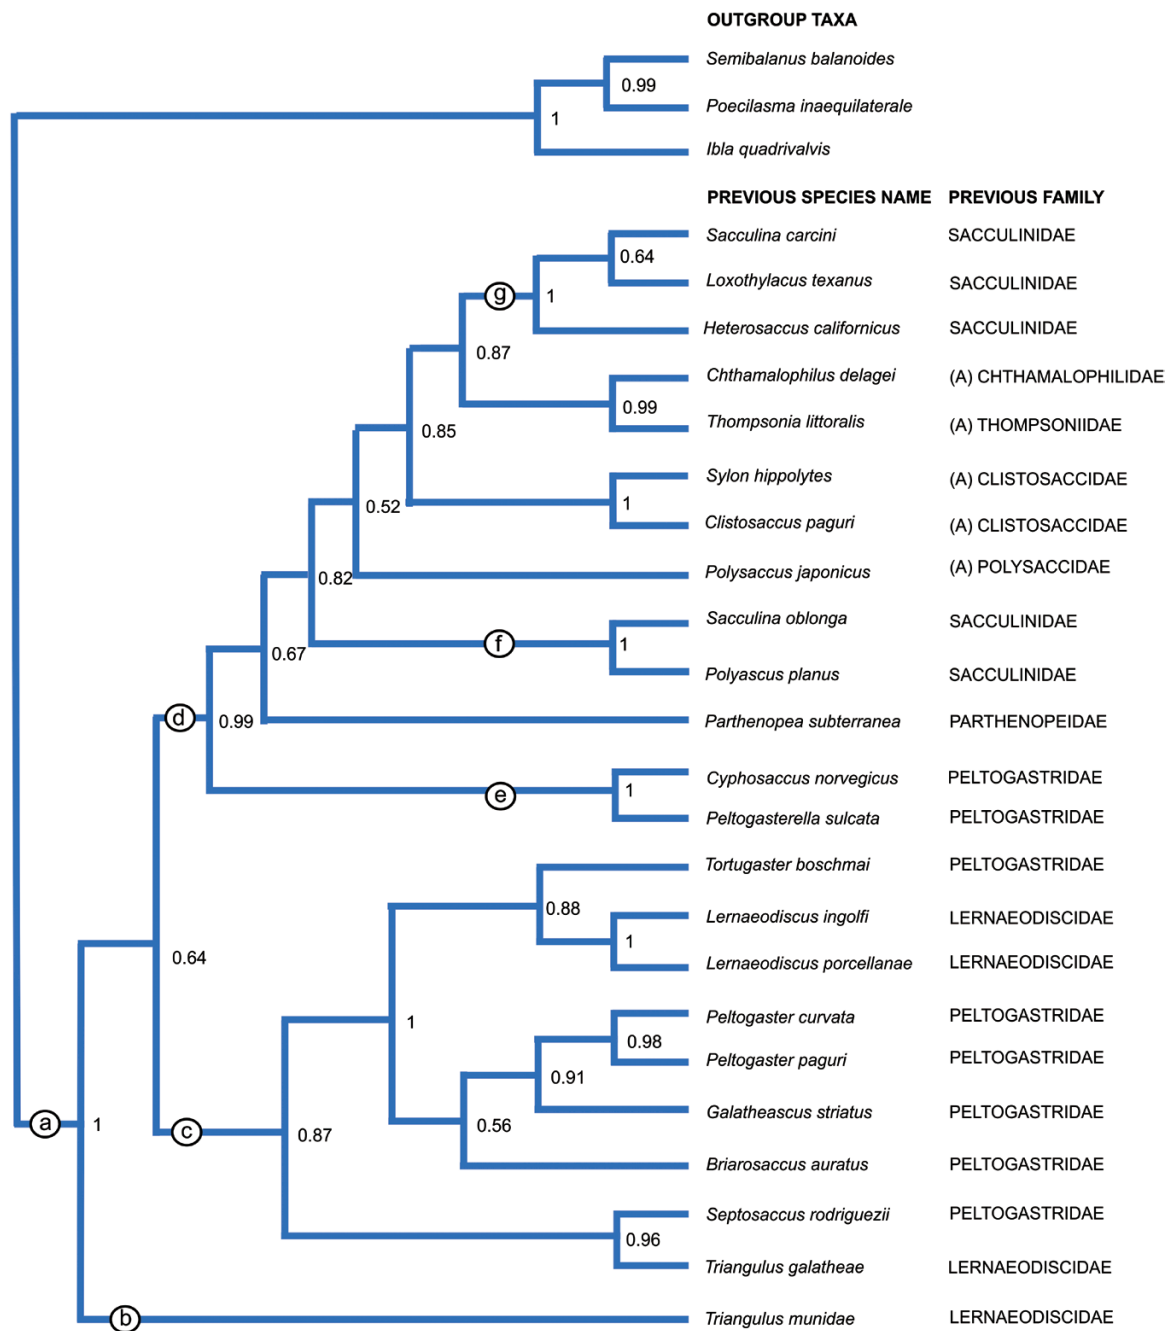 OUTGROUP TAXA
Semibalanus balanoides
0.99
Poecilasma inaequilaterale
1
Ibla quadrivalvis
PREVIOUS SPECIES NAME PREVIOUS FAMILY
Sacculina carcini SACCULINIDAE
0.64
Loxothylacus texanus SACCULINIDAE
g 1
Heterosaccus californicus SACCULINIDAE
0.87
Chthamalophilus delagei (A) CHTHAMALOPHILIDAE
0.99
Thompsonia littoralis (A) THOMPSONIIDAE
0.85
Sylon hippolytes (A) CLISTOSACCIDAE
1
0.52
Clistosaccus paguri (A) CLISTOSACCIDAE
Polysaccus japonicus (A) POLYSACCIDAE
0.82
Sacculina oblonga SACCULINIDAE
f 1
0.67
Polyascus planus SACCULINIDAE
d 0.99
Parthenopea subterranea PARTHENOPEIDAE
Cyphosaccus norvegicus PELTOGASTRIDAE
e 1
Peltogasterella sulcata PELTOGASTRIDAE
Tortugaster boschmai PELTOGASTRIDAE
0.88
Lernaeodiscus ingolfi LERNAEODISCIDAE
1
0.64
Lernaeodiscus porcellanae LERNAEODISCIDAE
Peltogaster curvata PELTOGASTRIDAE
1
0.98
Peltogaster paguri PELTOGASTRIDAE
0.91
Galatheascus striatus PELTOGASTRIDAE
a 1
0.56
c 0.87
Briarosaccus auratus PELTOGASTRIDAE
Septosaccus rodriguezii PELTOGASTRIDAE
0.96
Triangulus galatheae LERNAEODISCIDAE
b
Triangulus munidae LERNAEODISCIDAE